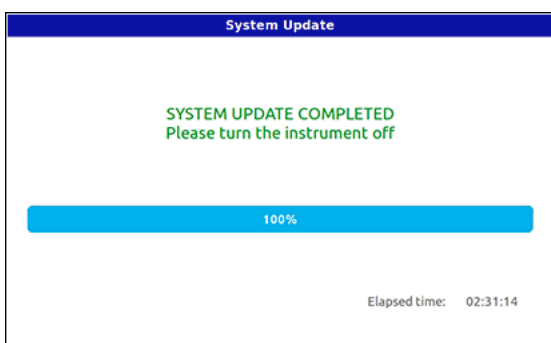 System Update
SYSTEM UPDATE COMPLETED
Please turn the instrument off
100%
Elapsed time: 02:31:14